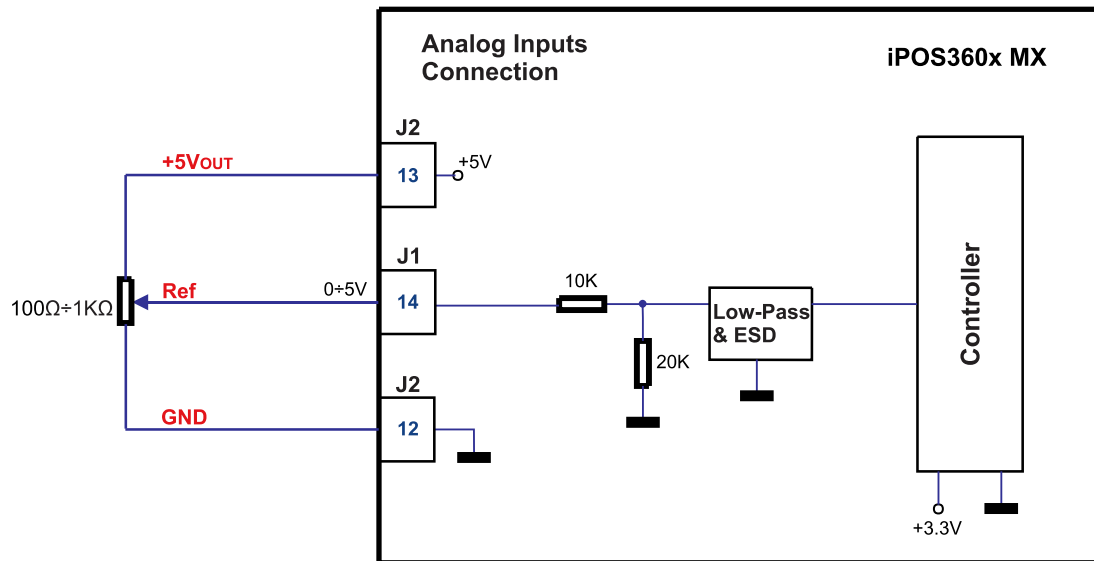 Analog Inputs
Connection
iPOS360x MX
J2
+5VOUT
13
+5V
J1
Ref
0÷5V
14
100Ω÷1KΩ
10K
20K
Low-Pass
& ESD
Controller
J2
GND
12
+3.3V